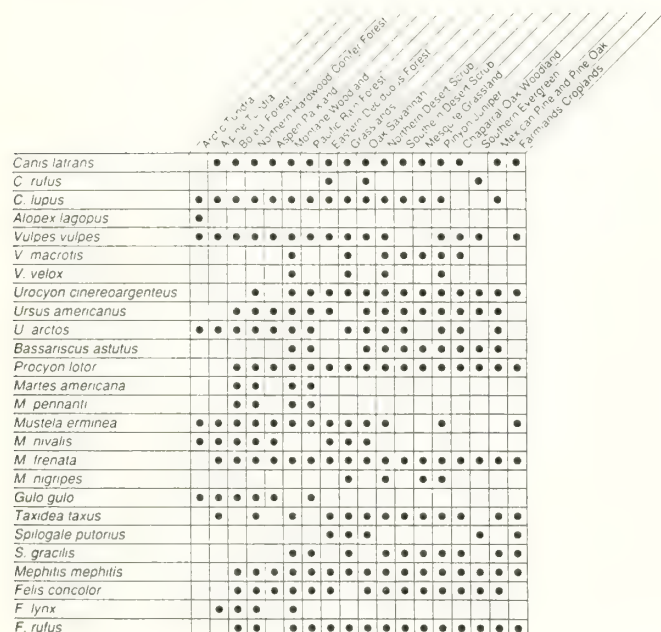 Arctic Tundra
Alpine Tundra
Boreal Forest
Northern Hardwood Conifer Forest
Aspen Parkland
Montane Woodland
Pacific Rain Forest
Eastern Deciduous Forest
Grasslands
Oak Savannah
Northern Desert Scrub
Southern Desert Scrub
Mesquite Grassland
Pinyon Juniper
Chaparral Oak Woodland
Southern Evergreen
Mexican Pine and Pine Oak
Farmlands Croplands
Canis latrans
C rufus
C. lupus
Alopex lagopus
Vulpes vulpes
V macrotis
V. velox
Urocyon cinereoargenteus
Ursus americanus
U arctos
Bassariscus astutus
Procyon lotor
Martes americana
M pennanti
Mustela erminea
M nivalis
M frenata
M nigripes
Gulo gulo
Taxidea taxus
Spilogale putorius
S. gracilis
Mephitis mephitis
Felis concolor
F lynx
F. rufus